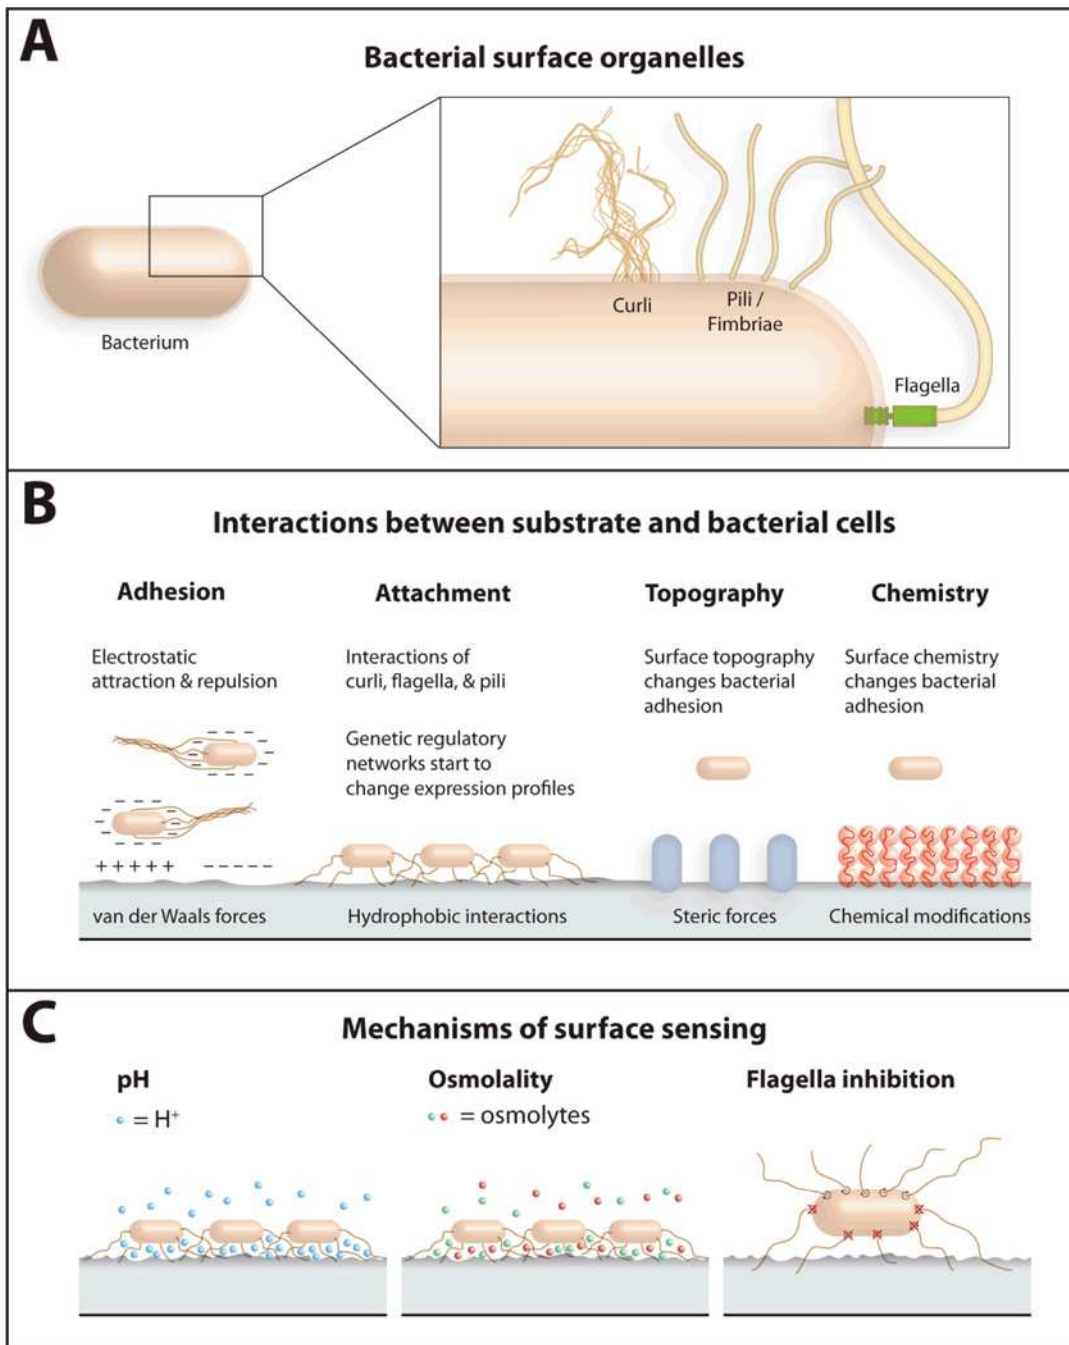 A
Bacterial surface organelles
Bacterium
Curli
Pili /
Fimbriae
Flagella
B
Interactions between substrate and bacterial cells
Adhesion
Electrostatic
attraction & repulsion
– – – – –
– – – – –
+ + + + +
– – – – –
van der Waals forces
Attachment
Interactions of
curli, flagella, & pili
Genetic regulatory
networks start to
change expression profiles
Hydrophobic interactions
Topography
Surface topography
changes bacterial
adhesion
Steric forces
Chemistry
Surface chemistry
changes bacterial
adhesion
Chemical modifications
C
Mechanisms of surface sensing
pH
= H⁺
Osmolality
= osmolytes
Flagella inhibition